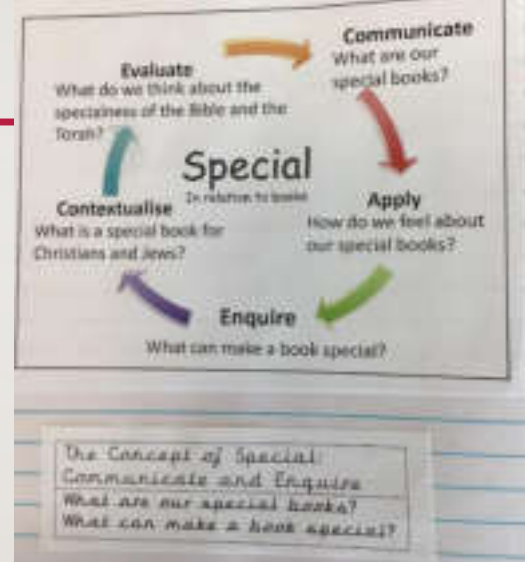 Communicate
What are our
special books?
Apply
How do we feel about
our special books?
Enquire
What can make a book special?
Contextualise
What is a special book for
Christians and Jews?
Evaluate
What do we think about the
specialness of the Bible and the
Torah?
Special
In relation to books
The Concept of Special:
Communicate and Enquire
What are our special books?
What can make a book special?